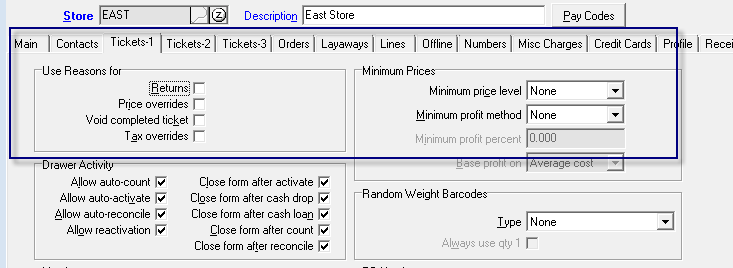 Store EAST Description East Store Pay Codes
Main Contacts Tickets-1 Tickets-2 Tickets-3 Orders Layaways Lines Offline Numbers Misc Charges Credit Cards Profile Recei
Use Reasons for
Returns
Price overrides
Void completed ticket
Tax overrides
Minimum Prices
Minimum price level None
Minimum profit method None
Minimum profit percent 0.000
Base profit on Average cost
Drawer Activity
Allow auto-count Close form after activate
Allow auto-activate Close form after cash drop
Allow auto-reconcile Close form after cash loan
Allow reactivation Close form after count
Close form after reconcile
Random Weight Barcodes
Type None
Always use qty 1